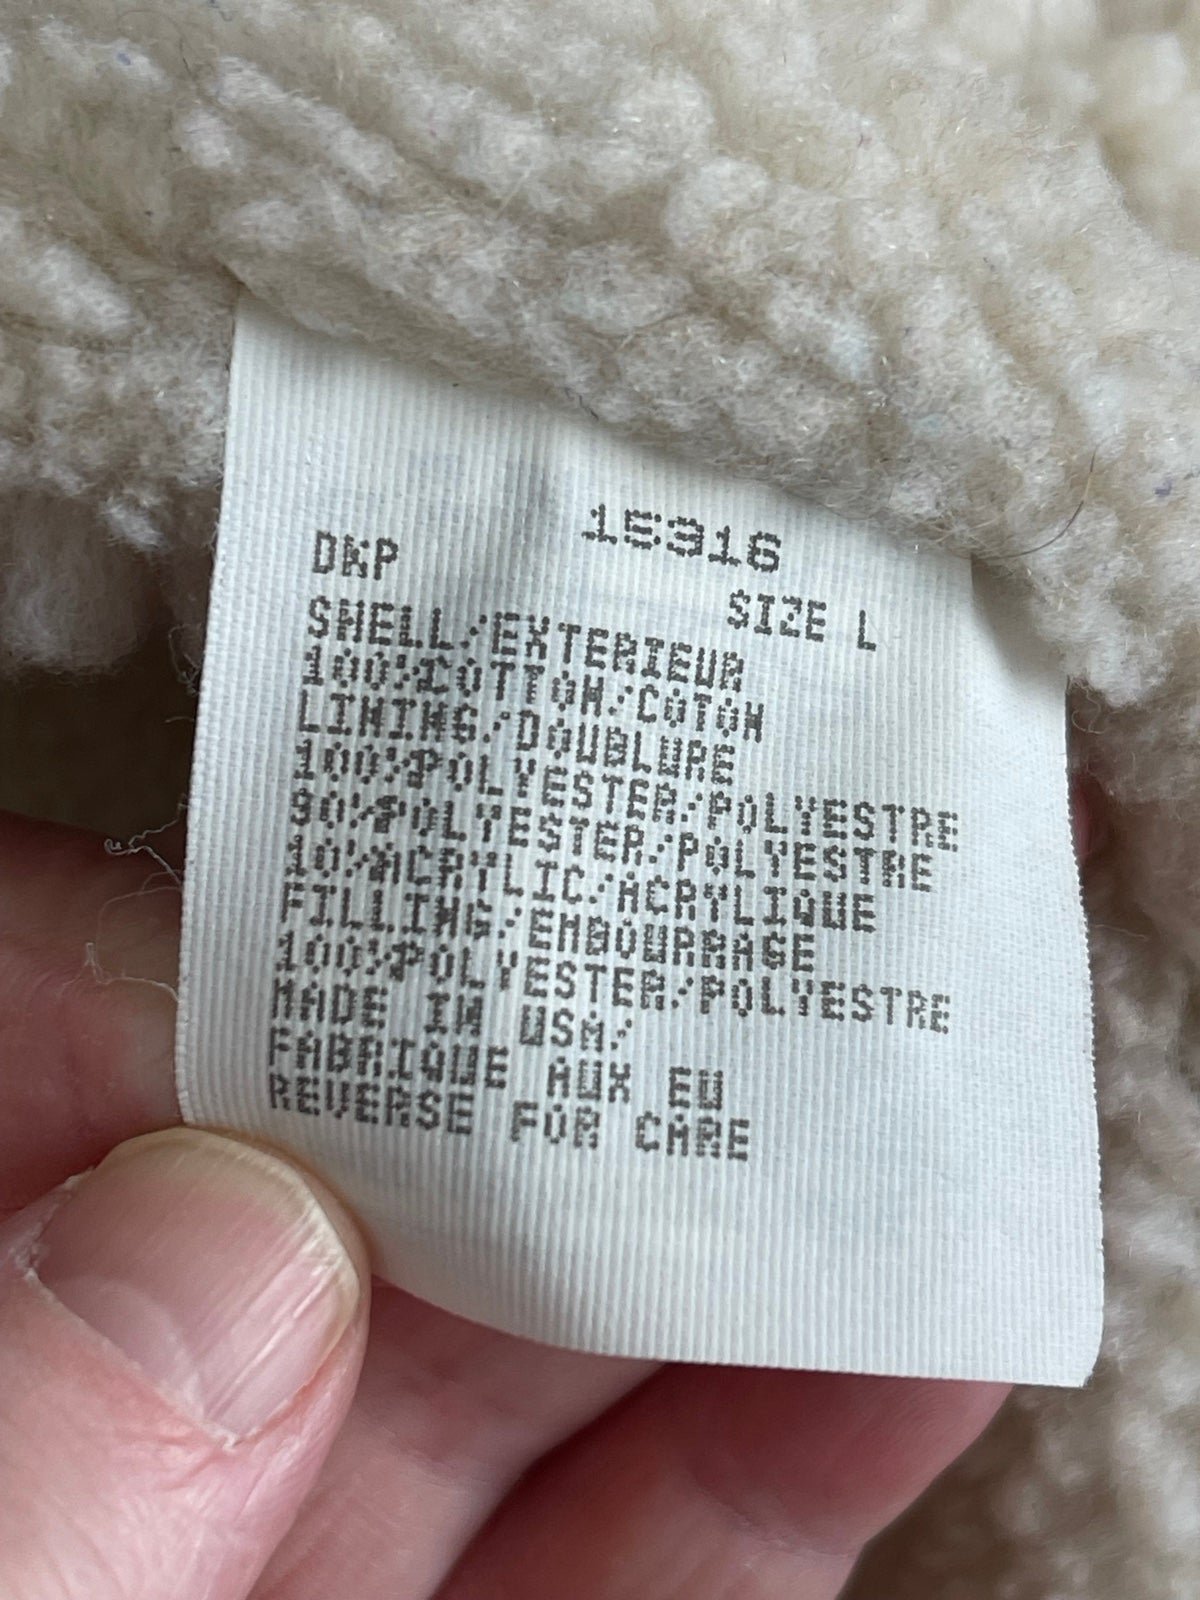 15316
DKP
SIZE L
SHELL/EXTERIEUR
100%COTTON/COTON
LINING/DOUBLURE
100%POLYESTER/POLYESTRE
90%POLYESTER/POLYESTRE
10%ACRYLIC/ACRYLIQUE
FILLING/EMBOURRAGE
100%POLYESTER/POLYESTRE
MADE IN USA/
FABRIQUE AUX EU
REVERSE FOR CARE